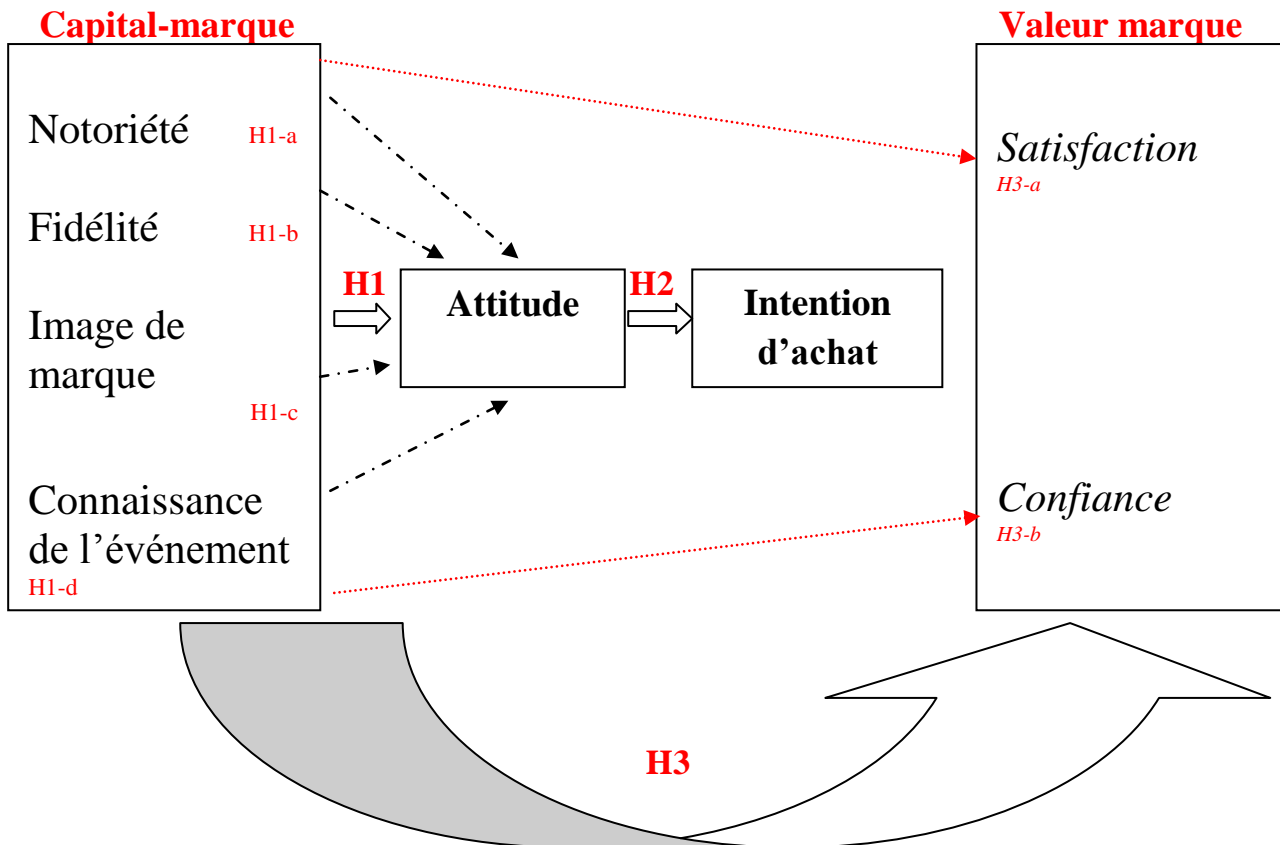 Capital-marque
Valeur marque
Notoriété H1-a
Fidélité H1-b
Image de
marque
H1-c
Connaissance
de l’événement
H1-d
H1
Attitude
H2
Intention
d’achat
Satisfaction
H3-a
Confiance
H3-b
H3